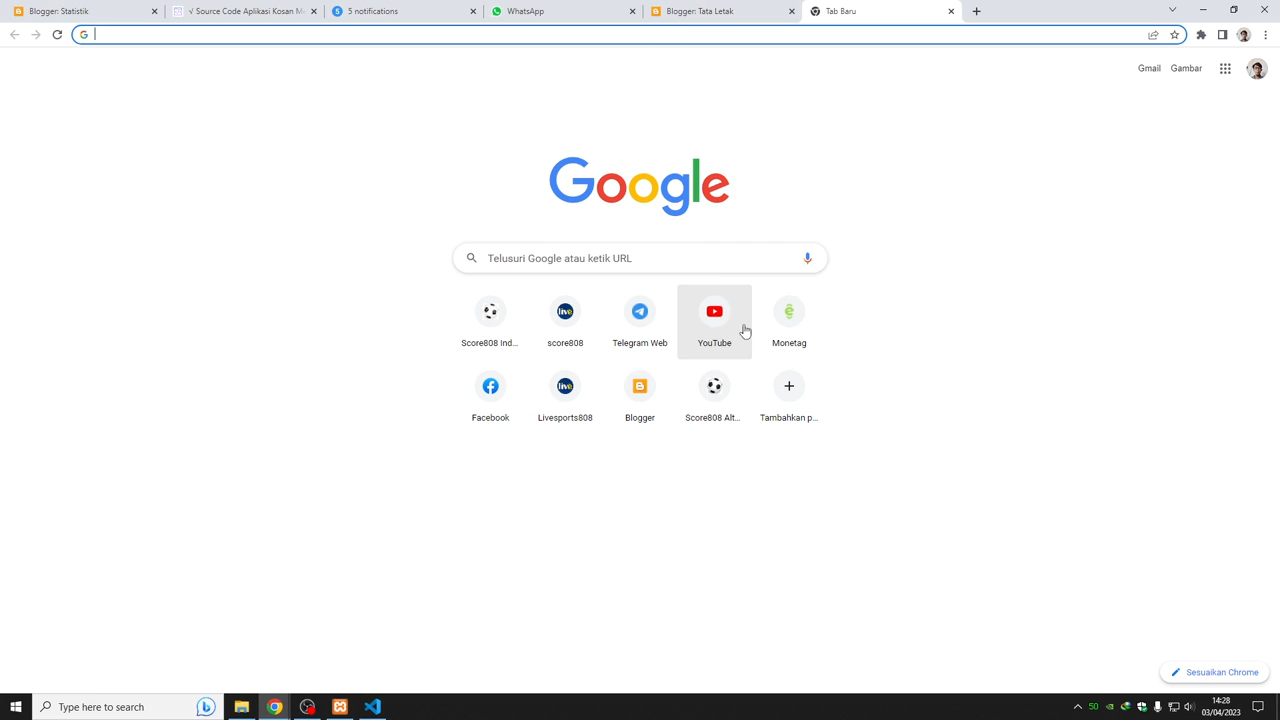 Blogger: Statistik
√ Source Code Aplikasi Kosan Me
5 notifications
WhatsApp
Blogger: Tata Letak
Tab Baru
Gmail
Gambar
Google
Telusuri Google atau ketik URL
Score808 Ind...
score808
Telegram Web
YouTube
Monetag
Facebook
Livesports808
Blogger
Score808 Alt...
Tambahkan p...
Sesuaikan Chrome
Type here to search
50
14:28
03/04/2023